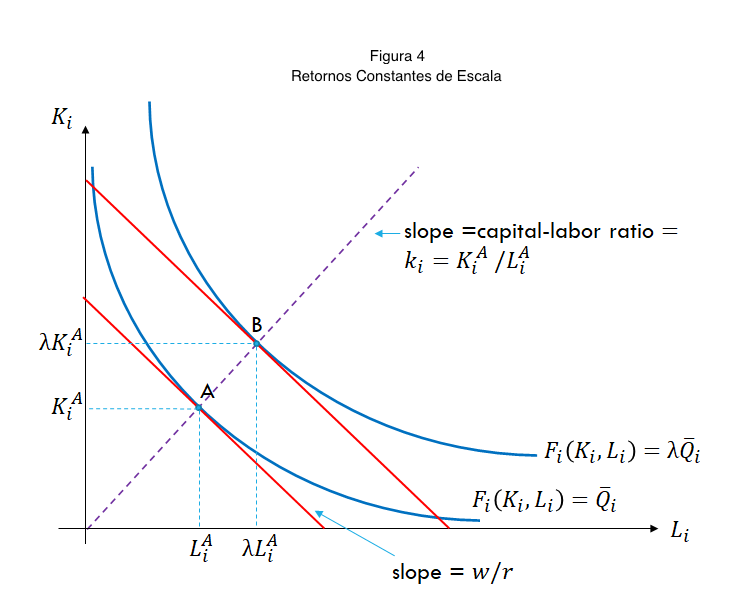 Figura 4
Retornos Constantes de Escala
K_i
slope =capital-labor ratio =
k_i = K_i^A /L_i^A
B
λK_i^A
A
K_i^A
F_i(K_i, L_i) = λQ̄_i
F_i(K_i, L_i) = Q̄_i
L_i
L_i^A
λL_i^A
slope = w/r